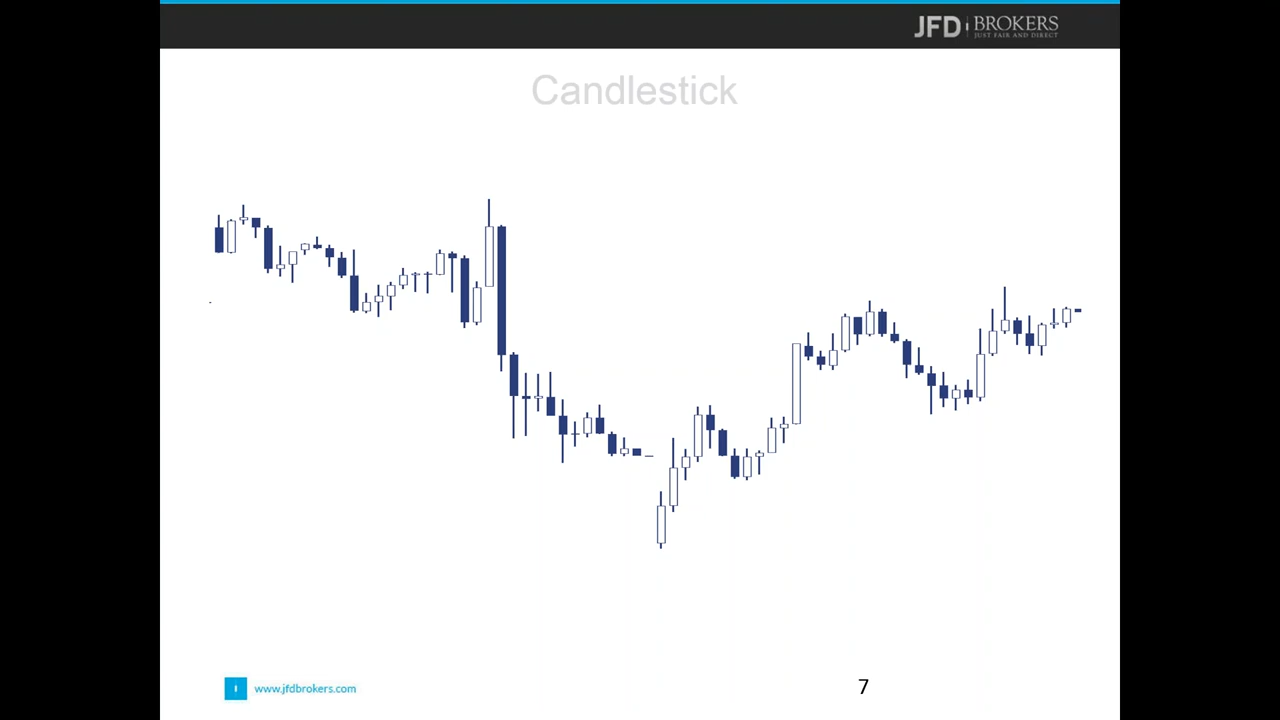 JFD BROKERS
JUST FAIR AND DIRECT
Candlestick
www.jfdbrokers.com
7